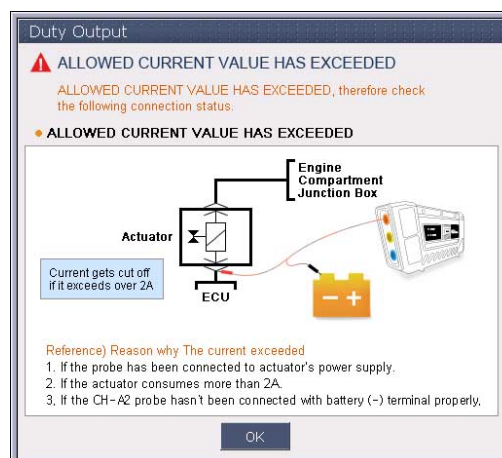 Duty Output
ALLOWED CURRENT VALUE HAS EXCEEDED
ALLOWED CURRENT VALUE HAS EXCEEDED, therefore check
the following connection status.
ALLOWED CURRENT VALUE HAS EXCEEDED
Engine
Compartment
Junction Box
Actuator
Current gets cut off
if it exceeds over 2A
ECU
Reference) Reason why The current exceeded
1. If the probe has been connected to actuator's power supply.
2. If the actuator consumes more than 2A.
3, If the CH-A2 probe hasn't been connected with battery (-) terminal properly,
OK